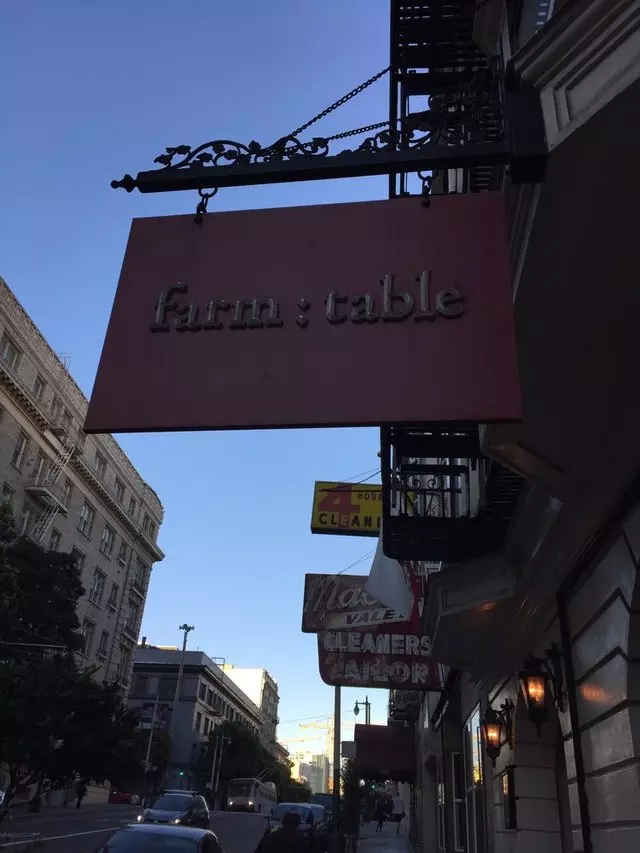 farm : table
4 HOUR
CLEANI
VALE
CLEANERS
TAILOR